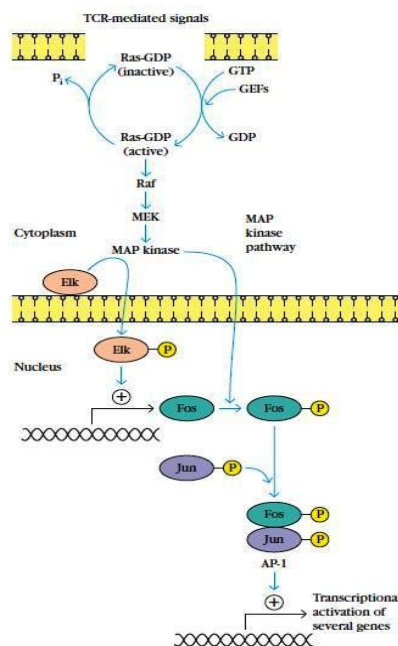 TCR-mediated signals
Ras-GDP
(inactive)
GTP
GEFs
Pi
Ras-GDP
(active)
GDP
Raf
MEK
MAP
kinase
pathway
Cytoplasm
MAP kinase
Elk
Elk
P
Nucleus
+
Fos
Fos
P
Jun
P
Fos
P
Jun
P
AP-1
+
Transcriptiona
activation of
several genes